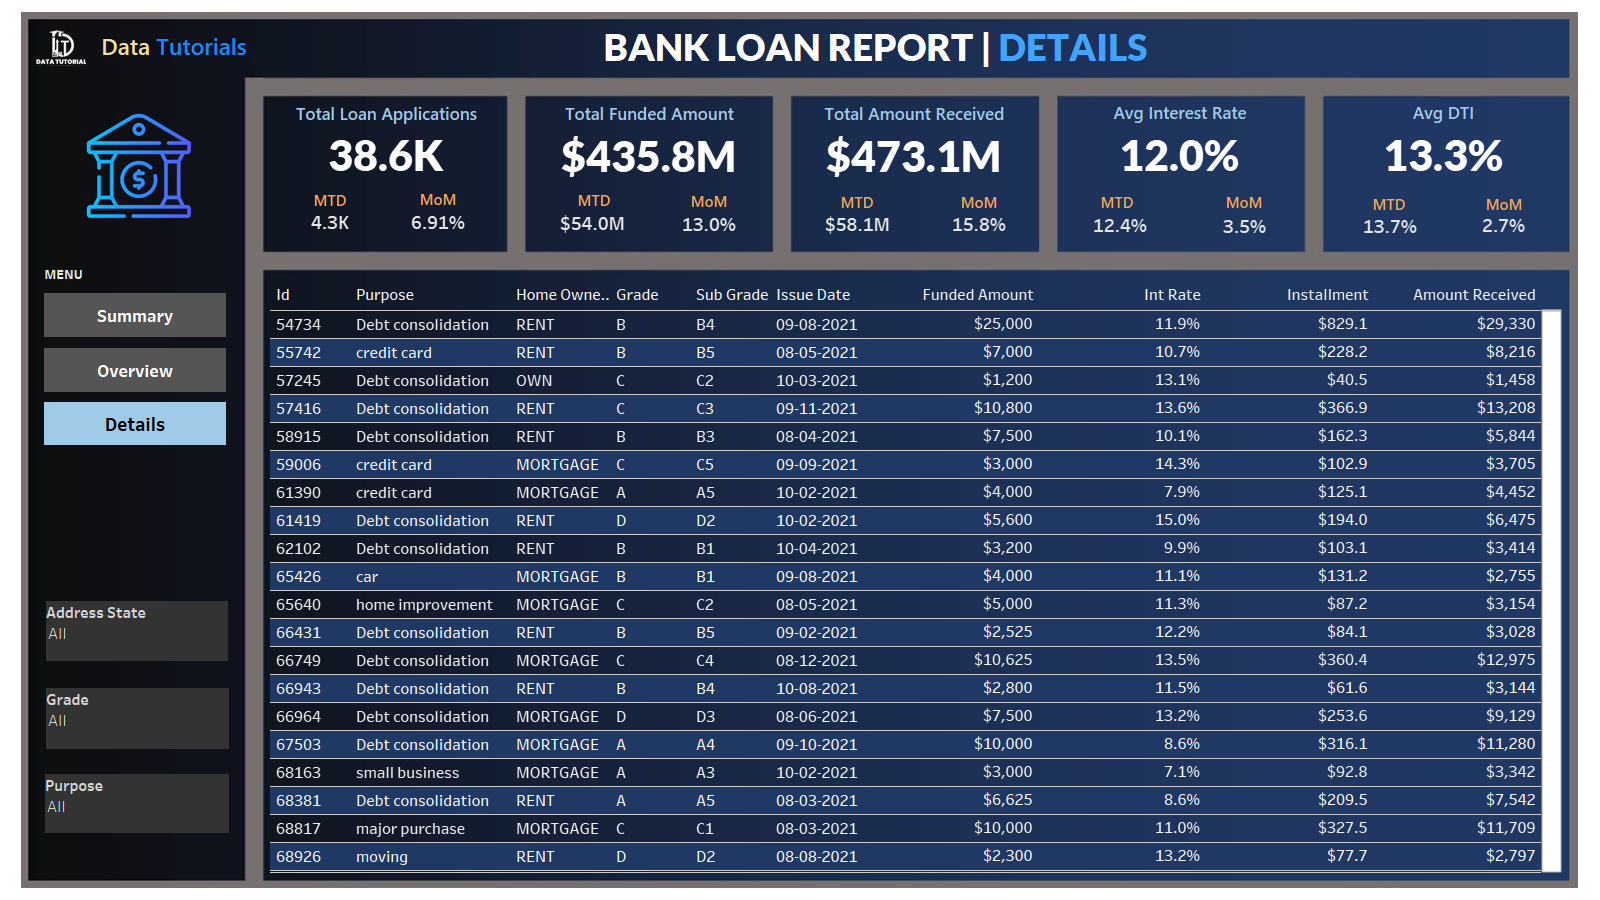 DATA TUTORIAL
Data Tutorials
BANK LOAN REPORT | DETAILS
Total Loan Applications
38.6K
MTD MoM
4.3K 6.91%
Total Funded Amount
$435.8M
MTD MoM
$54.0M 13.0%
Total Amount Received
$473.1M
MTD MoM
$58.1M 15.8%
Avg Interest Rate
12.0%
MTD MoM
12.4% 3.5%
Avg DTI
13.3%
MTD MoM
13.7% 2.7%
MENU
Summary
Overview
Details
Address State
All
Grade
All
Purpose
All
Id Purpose Home Owne.. Grade Sub Grade Issue Date Funded Amount Int Rate Installment Amount Received
54734 Debt consolidation RENT B B4 09-08-2021 $25,000 11.9% $829.1 $29,330
55742 credit card RENT B B5 08-05-2021 $7,000 10.7% $228.2 $8,216
57245 Debt consolidation OWN C C2 10-03-2021 $1,200 13.1% $40.5 $1,458
57416 Debt consolidation RENT C C3 09-11-2021 $10,800 13.6% $366.9 $13,208
58915 Debt consolidation RENT B B3 08-04-2021 $7,500 10.1% $162.3 $5,844
59006 credit card MORTGAGE C C5 09-09-2021 $3,000 14.3% $102.9 $3,705
61390 credit card MORTGAGE A A5 10-02-2021 $4,000 7.9% $125.1 $4,452
61419 Debt consolidation RENT D D2 10-02-2021 $5,600 15.0% $194.0 $6,475
62102 Debt consolidation RENT B B1 10-04-2021 $3,200 9.9% $103.1 $3,414
65426 car MORTGAGE B B1 09-08-2021 $4,000 11.1% $131.2 $2,755
65640 home improvement MORTGAGE C C2 08-05-2021 $5,000 11.3% $87.2 $3,154
66431 Debt consolidation RENT B B5 09-02-2021 $2,525 12.2% $84.1 $3,028
66749 Debt consolidation MORTGAGE C C4 08-12-2021 $10,625 13.5% $360.4 $12,975
66943 Debt consolidation RENT B B4 10-08-2021 $2,800 11.5% $61.6 $3,144
66964 Debt consolidation MORTGAGE D D3 08-06-2021 $7,500 13.2% $253.6 $9,129
67503 Debt consolidation MORTGAGE A A4 09-10-2021 $10,000 8.6% $316.1 $11,280
68163 small business MORTGAGE A A3 10-02-2021 $3,000 7.1% $92.8 $3,342
68381 Debt consolidation RENT A A5 08-03-2021 $6,625 8.6% $209.5 $7,542
68817 major purchase MORTGAGE C C1 08-03-2021 $10,000 11.0% $327.5 $11,709
68926 moving RENT D D2 08-08-2021 $2,300 13.2% $77.7 $2,797